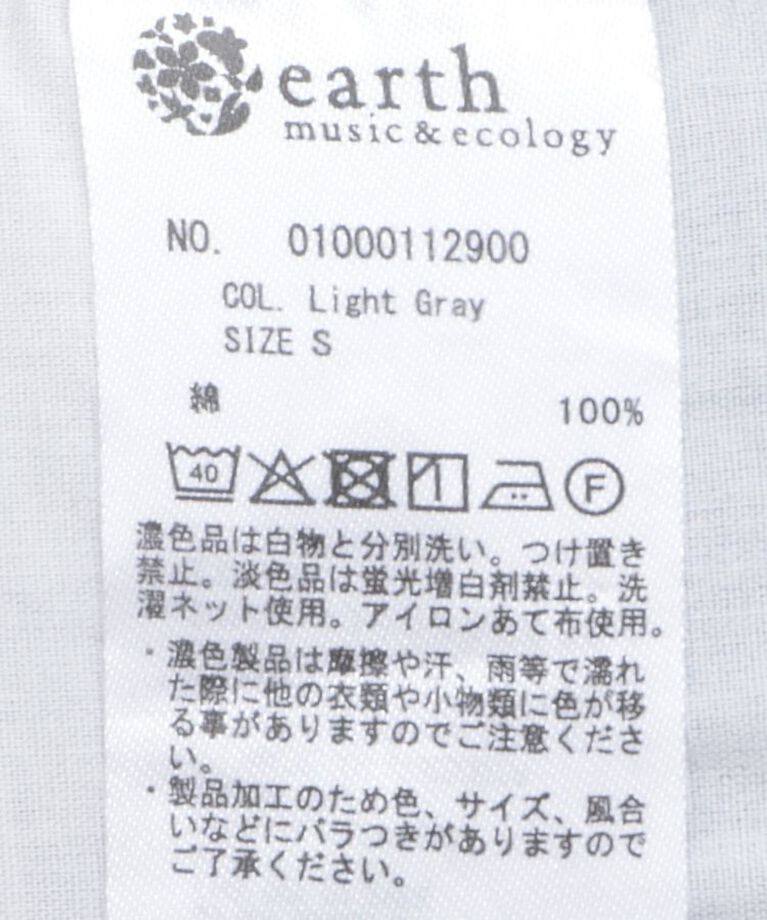 earth
music & ecology
NO. 01000112900
COL. Light Gray
SIZE S
綿 100%
40 F
濃色品は白物と分別洗い。つけ置き
禁止。淡色品は蛍光増白剤禁止。洗
濯ネット使用。アイロンあて布使用。
・濃色製品は摩擦や汗、雨等で濡れ
た際に他の衣類や小物類に色が移
る事がありますのでご注意くださ
い。
・製品加工のため色、サイズ、風合
いなどにバラつきがありますので
ご了承ください。